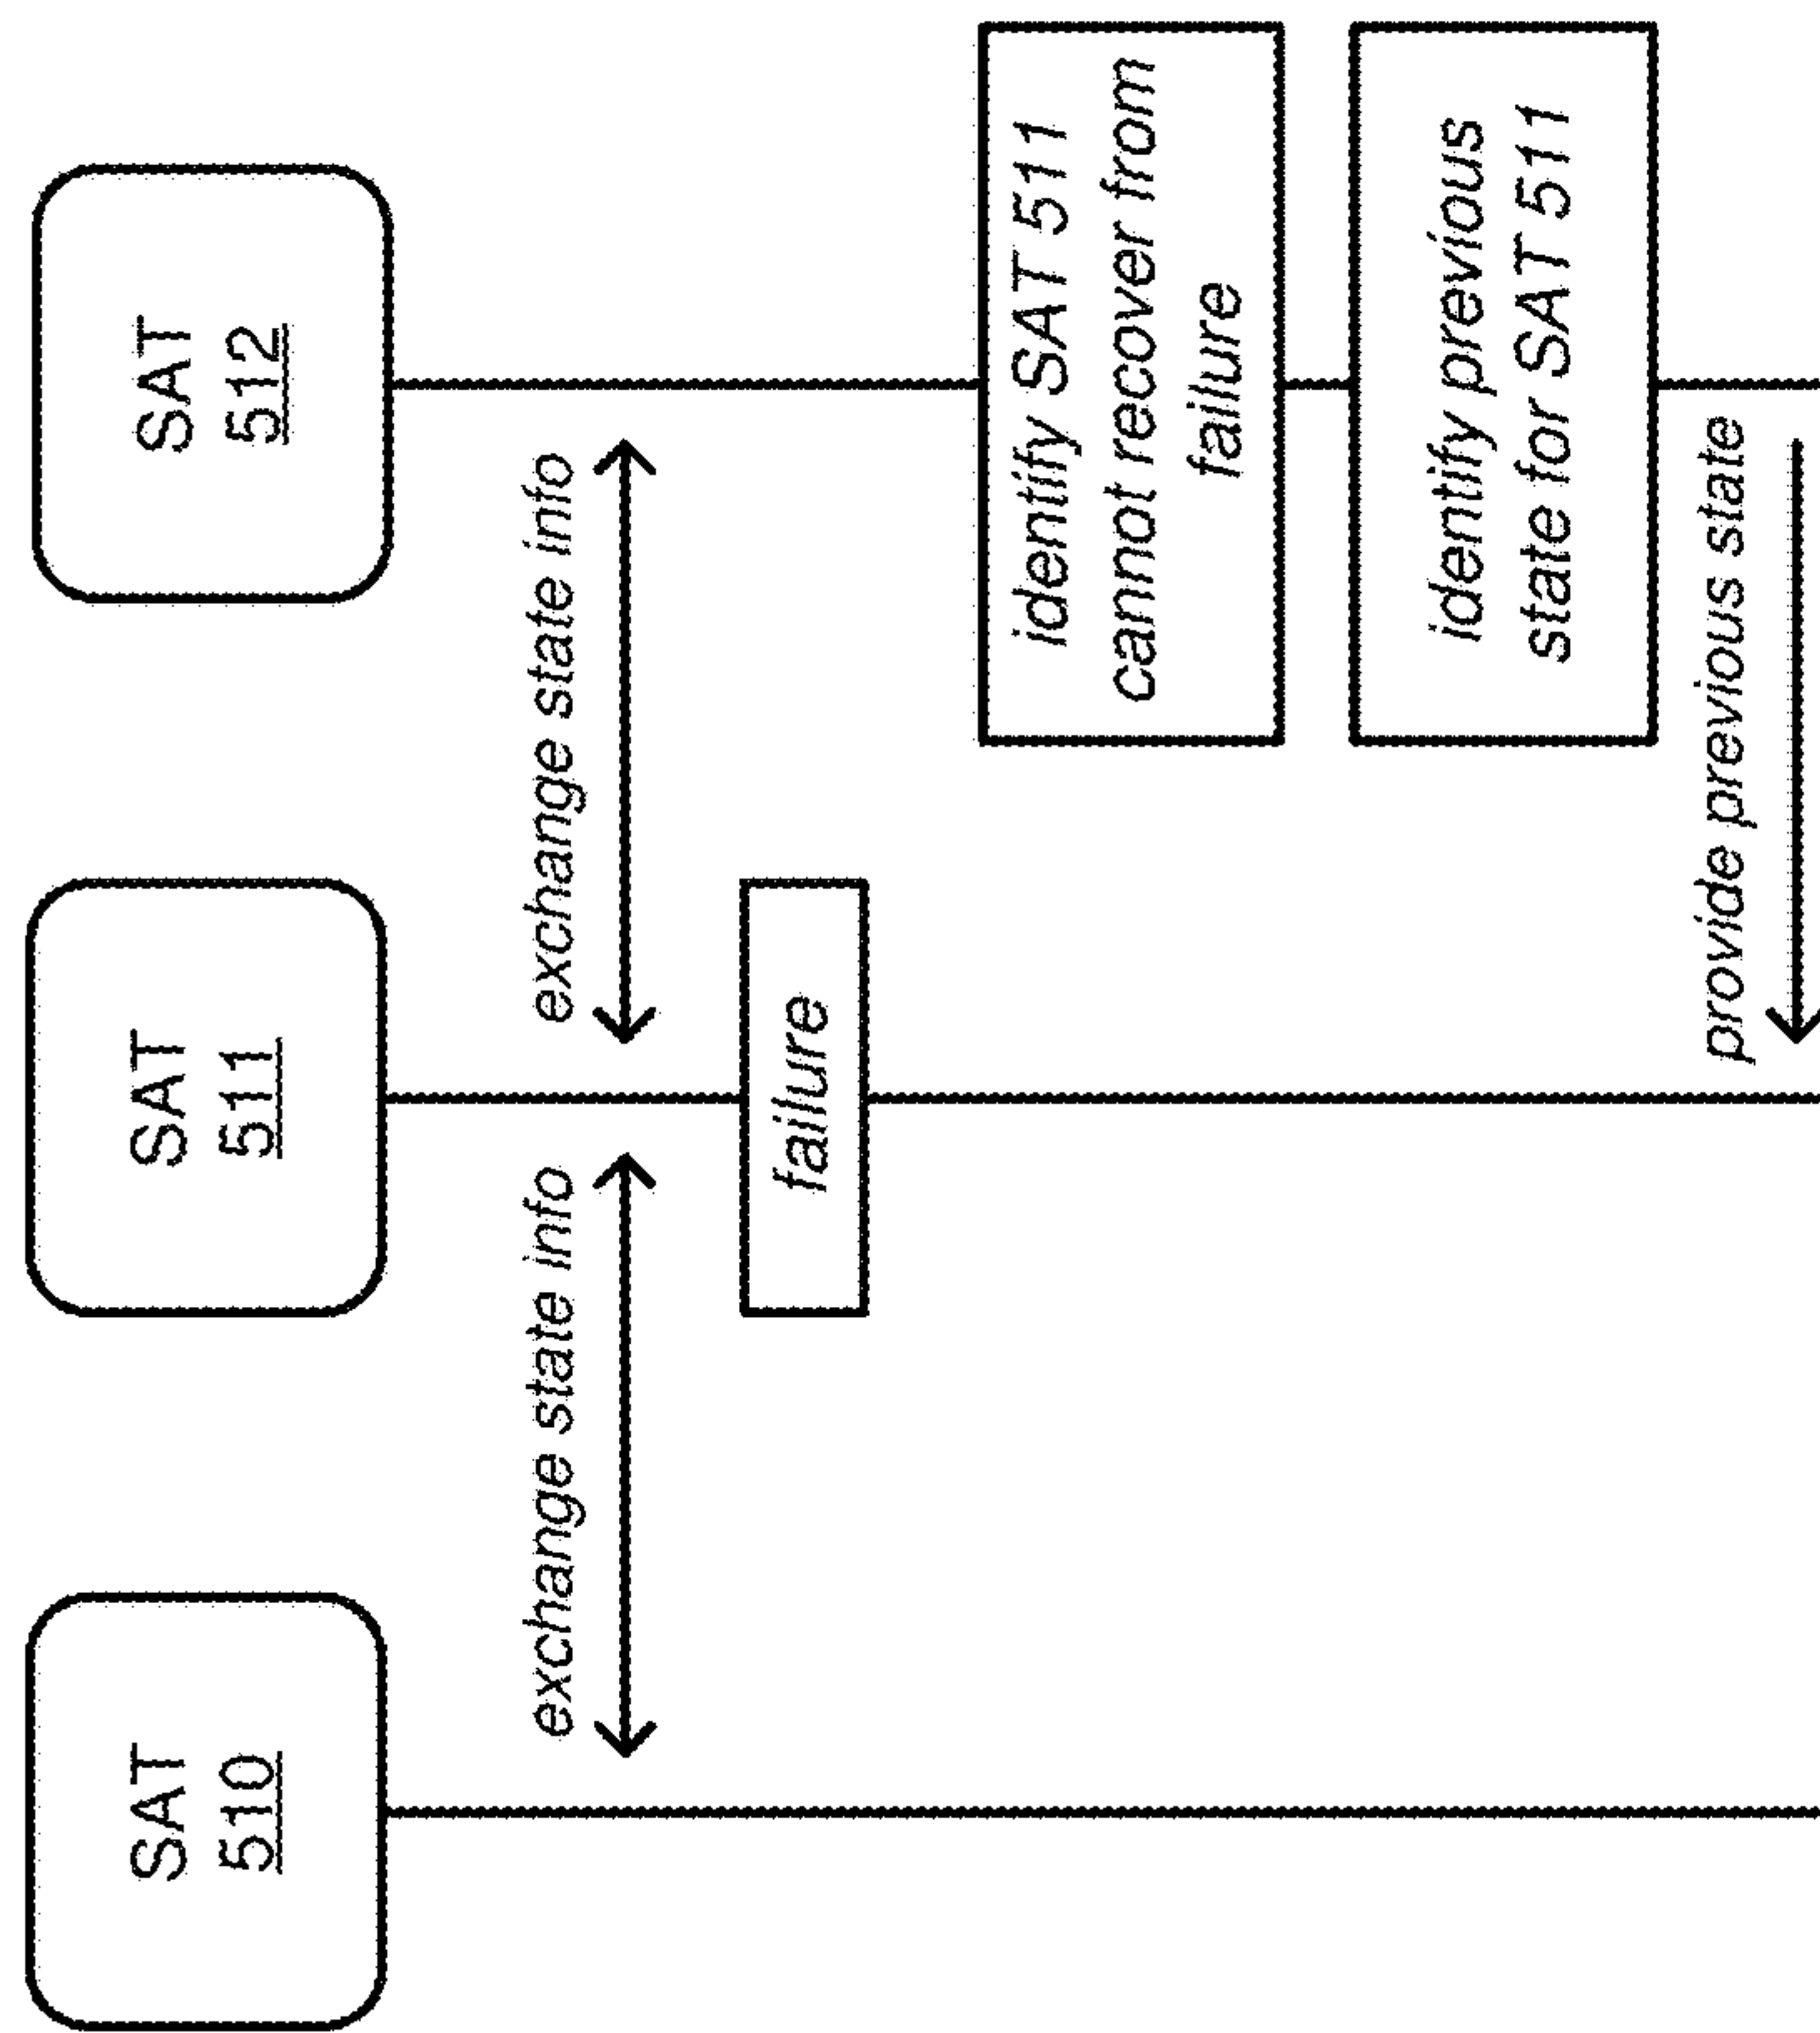 SAT
510
SAT
511
SAT
512
exchange state info
exchange state info
failure
identify SAT 511
cannot recover from
failure
identify previous
state for SAT 511
provide previous state